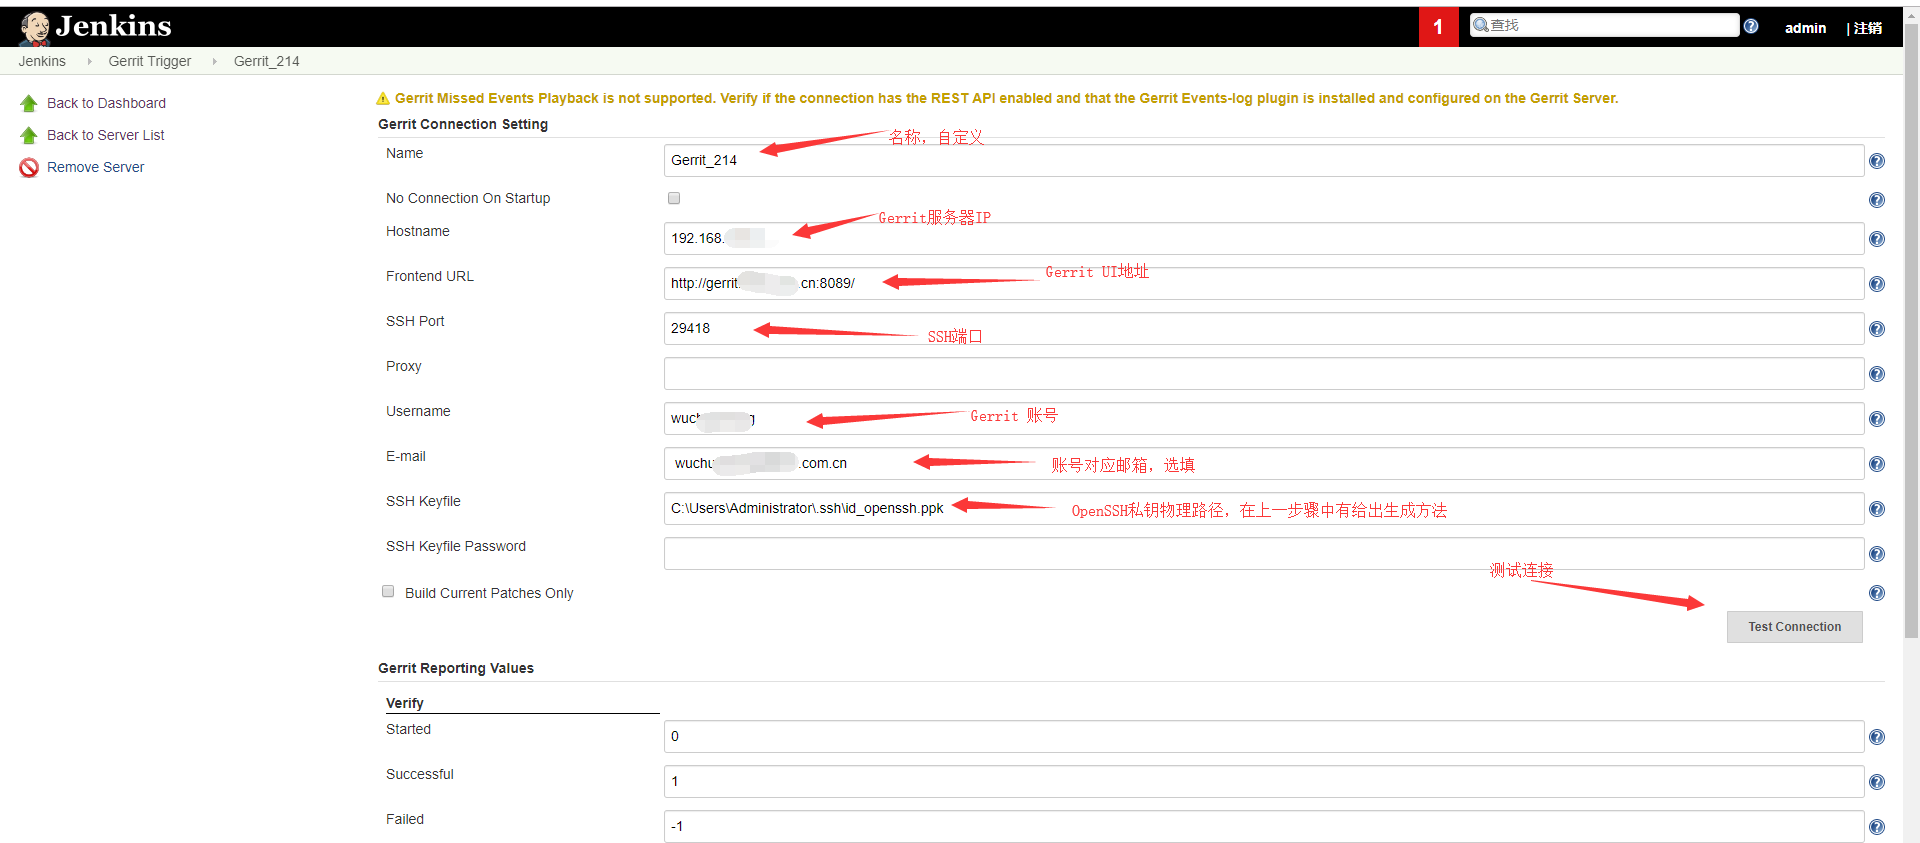 Jenkins
1
查找
admin
| 注销
Jenkins
Gerrit Trigger
Gerrit_214
Back to Dashboard
Back to Server List
Remove Server
Gerrit Missed Events Playback is not supported. Verify if the connection has the REST API enabled and that the Gerrit Events-log plugin is installed and configured on the Gerrit Server.
Gerrit Connection Setting
Name
Gerrit_214
名称，自定义
No Connection On Startup
Hostname
192.168.
Gerrit服务器IP
Frontend URL
http://gerrit. .cn:8089/
Gerrit UI地址
SSH Port
29418
SSH端口
Proxy
Username
wuc
Gerrit 账号
E-mail
wuch .com.cn
账号对应邮箱，选填
SSH Keyfile
C:\Users\Administrator\.ssh\id_openssh.ppk
OpenSSH私钥物理路径，在上一步骤中有给出生成方法
SSH Keyfile Password
测试连接
Build Current Patches Only
Test Connection
Gerrit Reporting Values
Verify
Started
0
Successful
1
Failed
-1